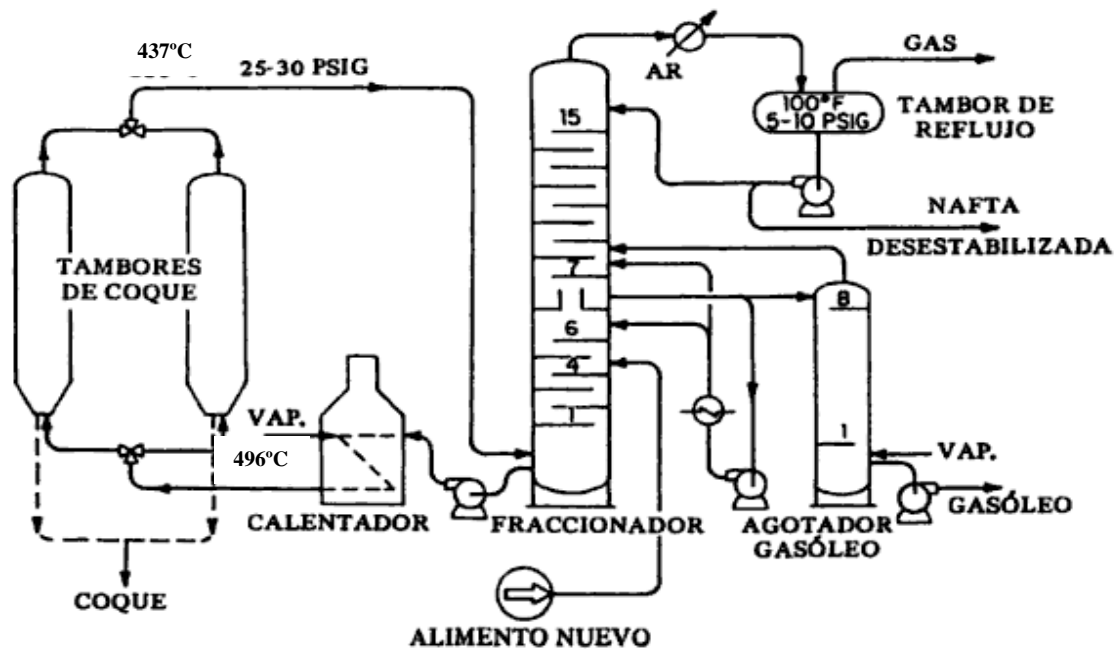 437ºC
25-30 PSIG
AR
GAS
100°F
5-10 PSIG
TAMBOR DE
REFLUJO
15
NAFTA
DESESTABILIZADA
TAMBORES
DE COQUE
7
8
6
4
VAP.
1
1
496ºC
VAP.
CALENTADOR
FRACCIONADOR
AGOTADOR
GASÓLEO
GASÓLEO
COQUE
ALIMENTO NUEVO